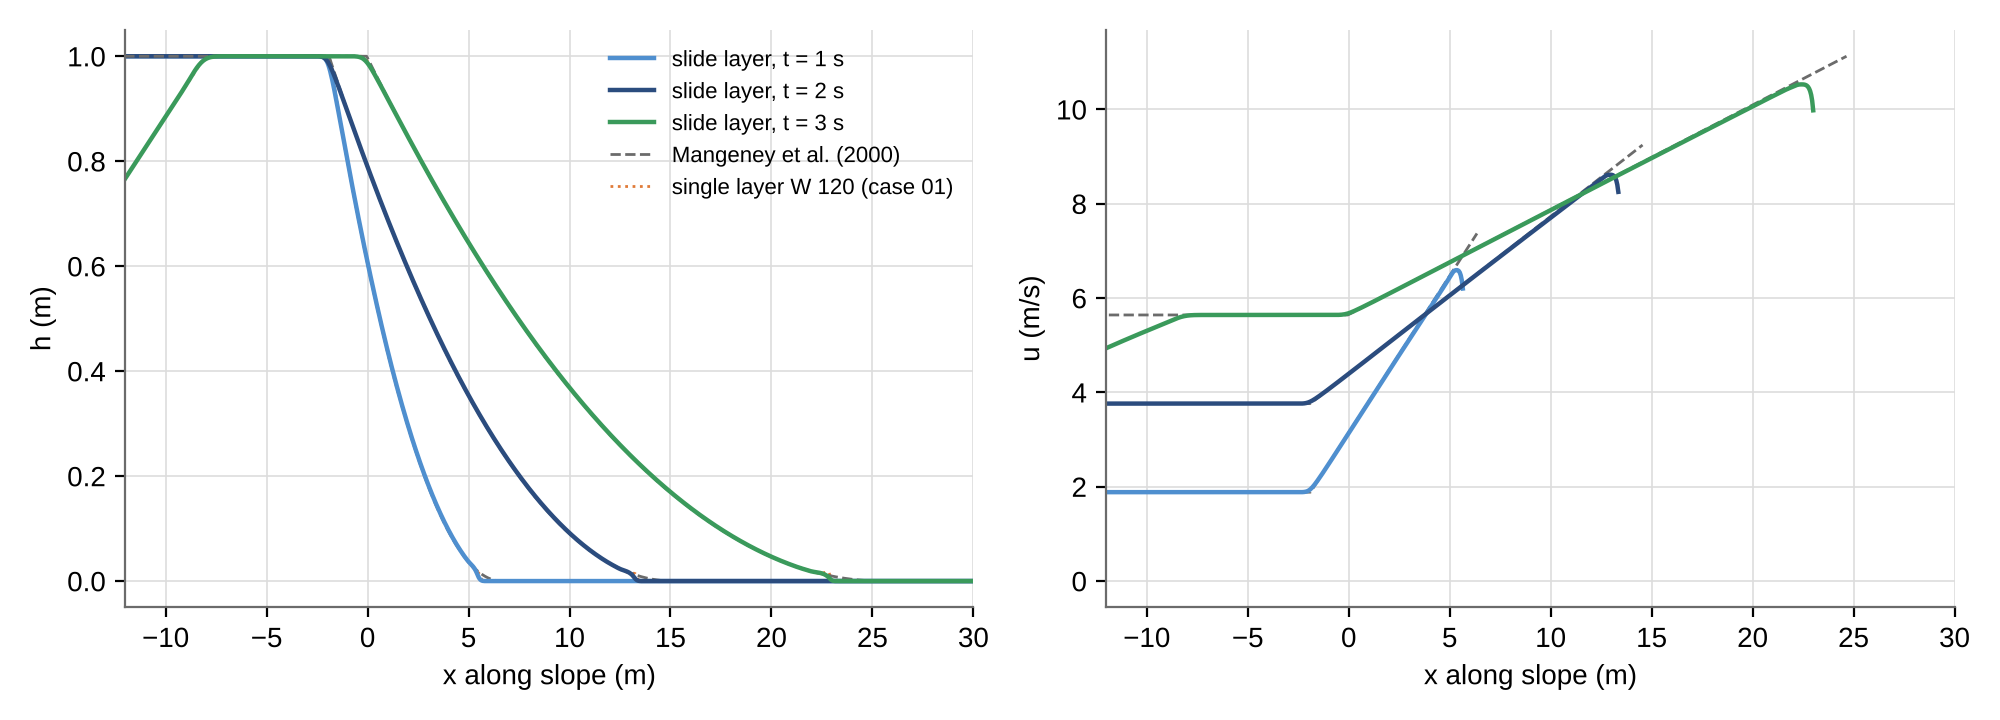 1.0
0.8
0.6
0.4
0.2
0.0
h (m)
−10 −5 0 5 10 15 20 25 30
x along slope (m)
slide layer, t = 1 s
slide layer, t = 2 s
slide layer, t = 3 s
Mangeney et al. (2000)
single layer W 120 (case 01)
10
8
6
4
2
0
u (m/s)
−10 −5 0 5 10 15 20 25 30
x along slope (m)